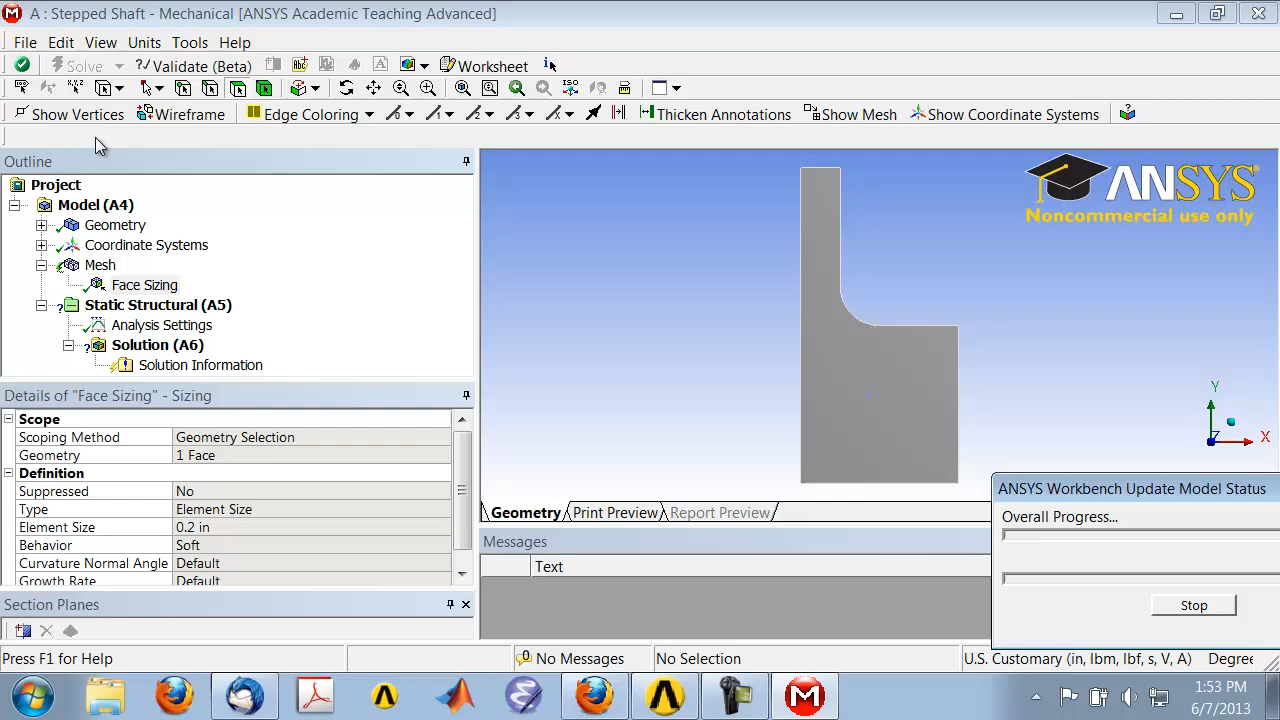 A : Stepped Shaft - Mechanical [ANSYS Academic Teaching Advanced]
File Edit View Units Tools Help
Solve Validate (Beta) Worksheet
Show Vertices Wireframe Edge Coloring Thicken Annotations Show Mesh Show Coordinate Systems
Outline
Project
Model (A4)
Geometry
Coordinate Systems
Mesh
Face Sizing
Static Structural (A5)
Analysis Settings
Solution (A6)
Solution Information
Details of "Face Sizing" - Sizing
Scope
Scoping Method Geometry Selection
Geometry 1 Face
Definition
Suppressed No
Type Element Size
Element Size 0.2 in
Behavior Soft
Curvature Normal Angle Default
Growth Rate Default
Section Planes
ANSYS
Noncommercial use only
Y
Z X
Geometry Print Preview Report Preview
Messages
Text
ANSYS Workbench Update Model Status
Overall Progress...
Stop
Press F1 for Help No Messages No Selection U.S. Customary (in, lbm, lbf, s, V, A) Degree
1:53 PM
6/7/2013